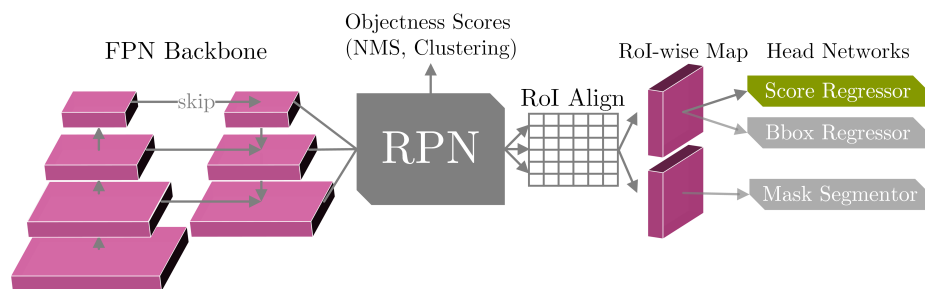 Objectness Scores
(NMS, Clustering)
FPN Backbone
RoI-wise Map
Head Networks
skip
RoI Align
Score Regressor
RPN
Bbox Regressor
Mask Segmentor